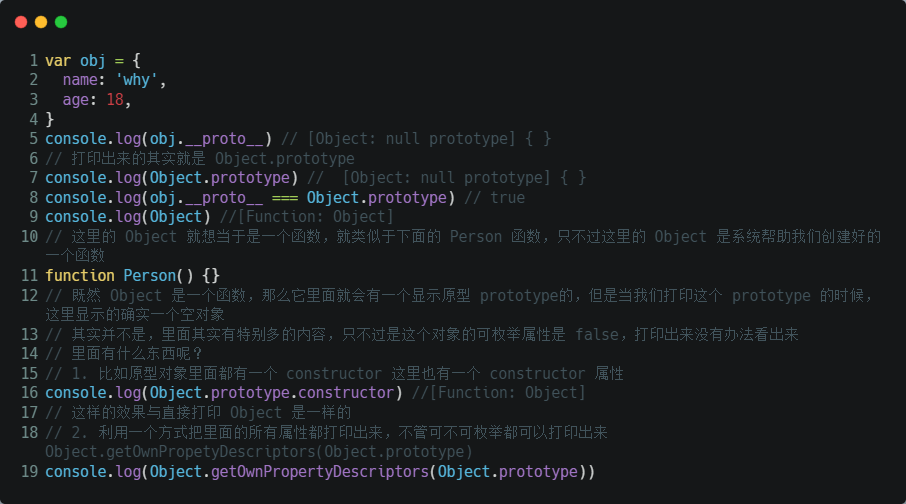 1 var obj = {
2   name: 'why',
3   age: 18,
4 }
5 console.log(obj.__proto__) // [Object: null prototype] { }
6 // 打印出来的其实就是 Object.prototype
7 console.log(Object.prototype) //  [Object: null prototype] { }
8 console.log(obj.__proto__ === Object.prototype) // true
9 console.log(Object) //[Function: Object]
10 // 这里的 Object 就想当于是一个函数，就类似于下面的 Person 函数，只不过这里的 Object 是系统帮助我们创建好的
一个函数
11 function Person() {}
12 // 既然 Object 是一个函数，那么它里面就会有一个显示原型 prototype的，但是当我们打印这个 prototype 的时候，
这里显示的确实一个空对象
13 // 其实并不是，里面其实有特别多的内容，只不过是这个对象的可枚举属性是 false，打印出来没有办法看出来
14 // 里面有什么东西呢？
15 // 1. 比如原型对象里面都有一个 constructor 这里也有一个 constructor 属性
16 console.log(Object.prototype.constructor) //[Function: Object]
17 // 这样的效果与直接打印 Object 是一样的
18 // 2. 利用一个方式把里面的所有属性都打印出来，不管可不可枚举都可以打印出来
Object.getOwnPropetyDescriptors(Object.prototype)
19 console.log(Object.getOwnPropertyDescriptors(Object.prototype))